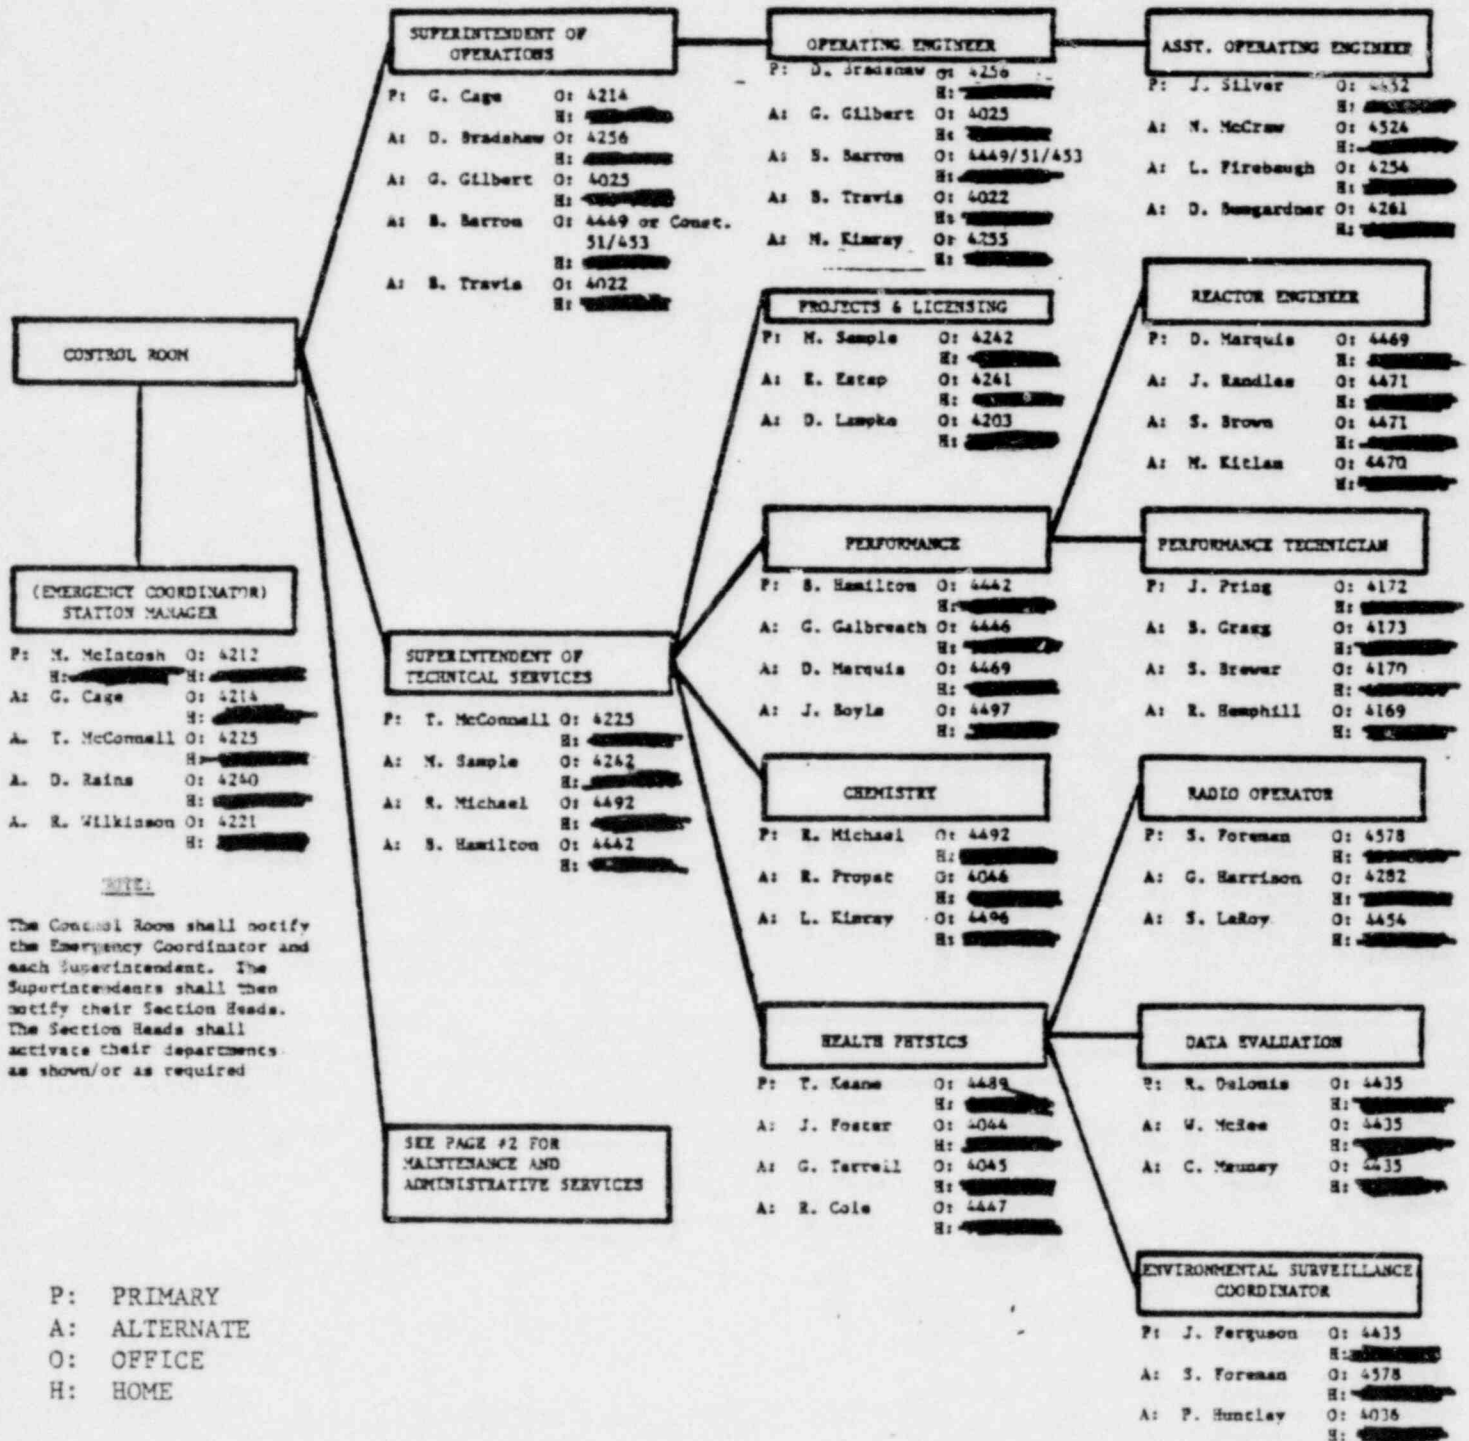 SUPERINTENDENT OF
OPERATIONS
P: G. Cage O: 4214
H:
A: D. Bradshaw O: 4256
H:
A: G. Gilbert O: 4025
H:
A: B. Barron O: 4449 or Const.
51/453
H:
A: B. Travis O: 4022
H:
OPERATING ENGINEER
P: D. Bradshaw O: 4256
H:
A: G. Gilbert O: 4025
H:
A: B. Barron O: 4449/51/453
H:
A: B. Travis O: 4022
H:
A: M. Kimray O: 4255
H:
ASST. OPERATING ENGINEER
P: J. Silver O: 4452
H:
A: N. McCraw O: 4524
H:
A: L. Firebaugh O: 4254
H:
A: D. Bumgardner O: 4261
H:
CONTROL ROOM
(EMERGENCY COORDINATOR)
STATION MANAGER
P: M. McIntosh O: 4212
H: H:
A: G. Cage O: 4214
H:
A. T. McConnell O: 4225
H:
A. D. Rains O: 4240
H:
A. R. Wilkinson O: 4221
H:
NOTE:
The Control Room shall notify
the Emergency Coordinator and
each Superintendent. The
Superintendents shall then
notify their Section Heads.
The Section Heads shall
activate their departments
as shown/or as required
SUPERINTENDENT OF
TECHNICAL SERVICES
P: T. McConnell O: 4225
H:
A: M. Sample O: 4242
H:
A: R. Michael O: 4492
H:
A: B. Hamilton O: 4442
H:
SEE PAGE #2 FOR
MAINTENANCE AND
ADMINISTRATIVE SERVICES
PROJECTS & LICENSING
P: M. Sample O: 4242
H:
A: E. Estep O: 4241
H:
A: D. Lampke O: 4203
H:
PERFORMANCE
P: B. Hamilton O: 4442
H:
A: G. Galbreath O: 4446
H:
A: D. Marquis O: 4469
H:
A: J. Boyle O: 4497
H:
CHEMISTRY
P: R. Michael O: 4492
H:
A: R. Propst O: 4046
H:
A: L. Kimray O: 4496
H:
HEALTH PHYSICS
P: T. Keane O: 4489
H:
A: J. Foster O: 4044
H:
A: G. Terrell O: 4045
H:
A: R. Cole O: 4447
H:
REACTOR ENGINEER
P: D. Marquis O: 4469
H:
A: J. Randles O: 4471
H:
A: S. Brown O: 4471
H:
A: M. Kitlan O: 4470
H:
PERFORMANCE TECHNICIAN
P: J. Pring O: 4172
H:
A: B. Gragg O: 4173
H:
A: S. Brewer O: 4170
H:
A: R. Hemphill O: 4169
H:
RADIO OPERATOR
P: S. Foreman O: 4578
H:
A: G. Harrison O: 4282
H:
A: S. LeRoy O: 4454
H:
DATA EVALUATION
P: R. Delouis O: 4435
H:
A: W. McRee O: 4435
H:
A: C. Meuney O: 4435
H:
ENVIRONMENTAL SURVEILLANCE
COORDINATOR
P: J. Ferguson O: 4435
H:
A: S. Foreman O: 4578
H:
A: P. Huntley O: 4036
H:
P: PRIMARY
A: ALTERNATE
O: OFFICE
H: HOME